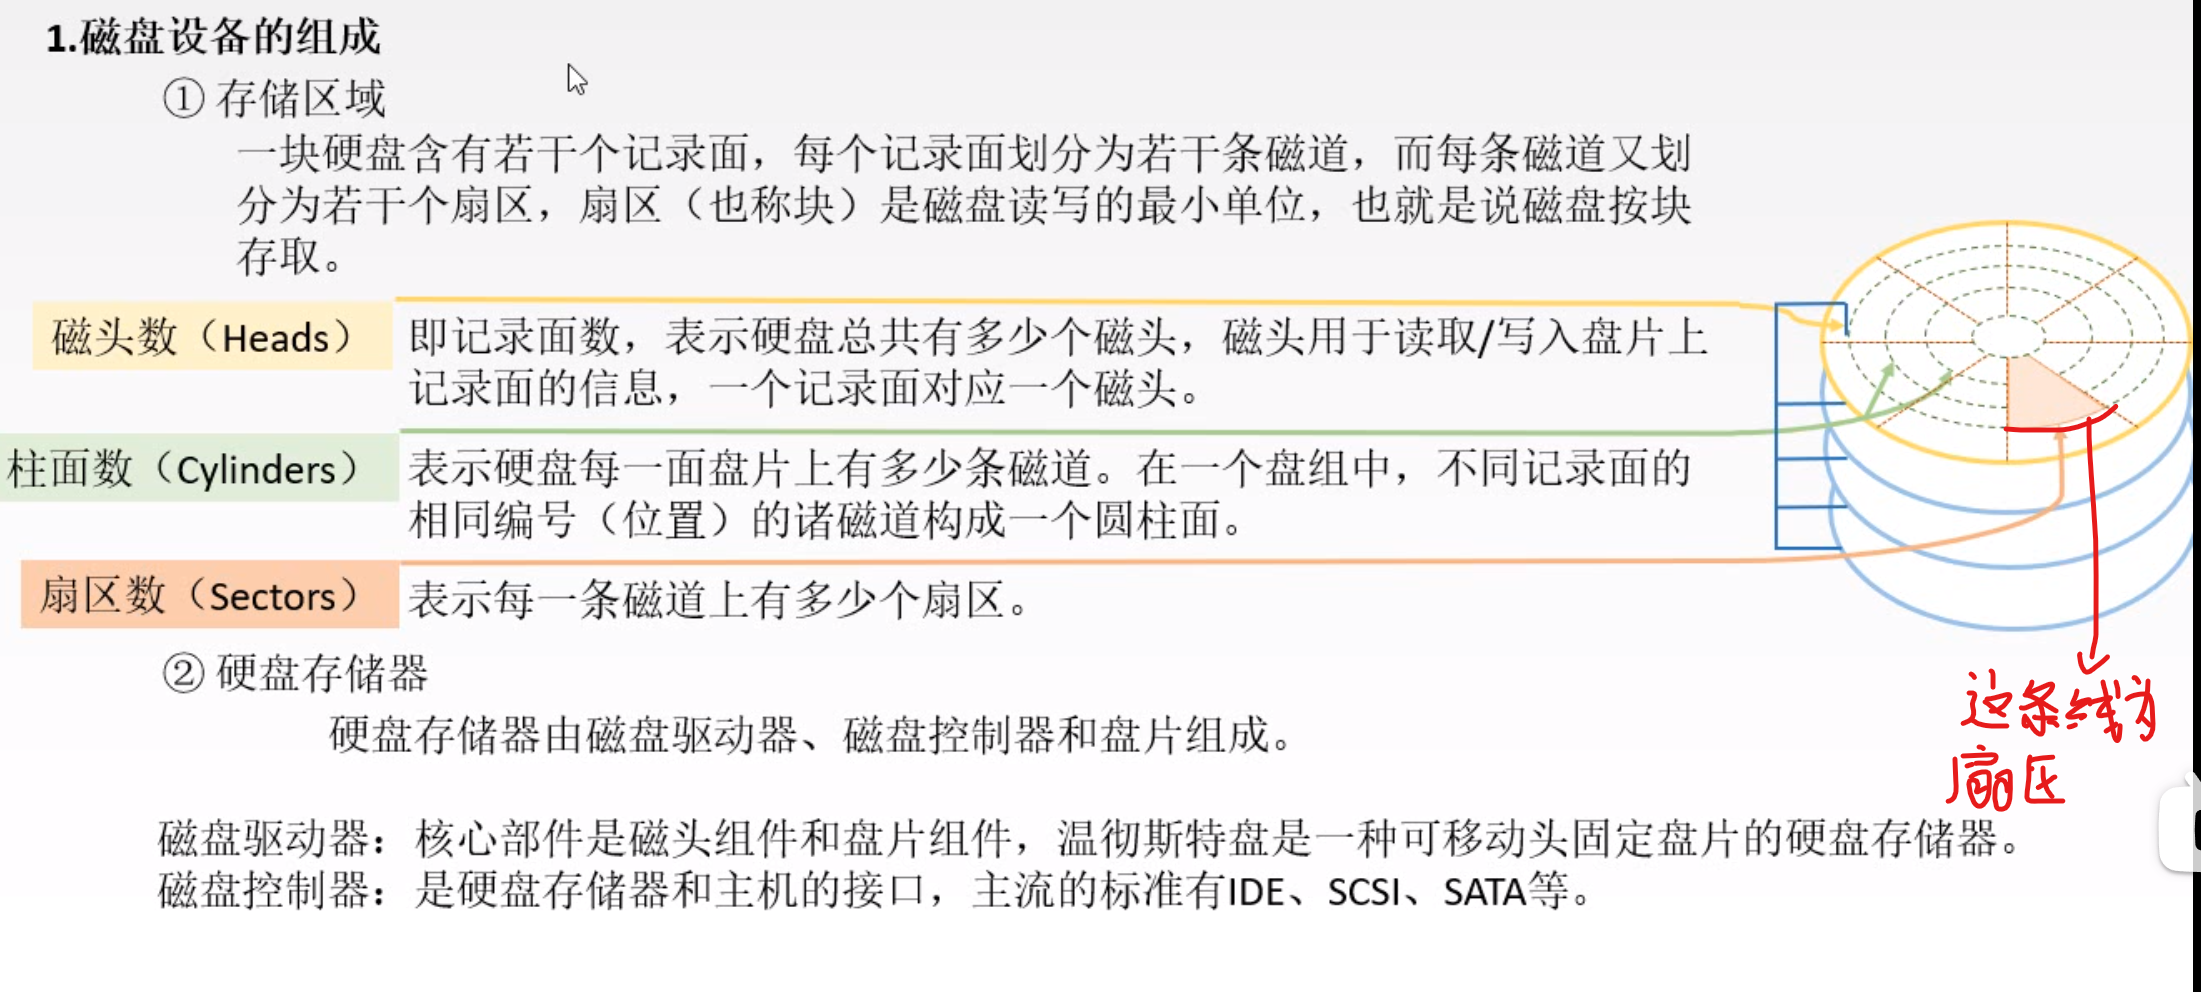 1.磁盘设备的组成
① 存储区域
一块硬盘含有若干个记录面，每个记录面划分为若干条磁道，而每条磁道又划
分为若干个扇区，扇区（也称块）是磁盘读写的最小单位，也就是说磁盘按块
存取。
磁头数（Heads）
即记录面数，表示硬盘总共有多少个磁头，磁头用于读取/写入盘片上
记录面的信息，一个记录面对应一个磁头。
柱面数（Cylinders）
表示硬盘每一面盘片上有多少条磁道。在一个盘组中，不同记录面的
相同编号（位置）的诸磁道构成一个圆柱面。
扇区数（Sectors）
表示每一条磁道上有多少个扇区。
这条线为
扇区
② 硬盘存储器
硬盘存储器由磁盘驱动器、磁盘控制器和盘片组成。
磁盘驱动器：核心部件是磁头组件和盘片组件，温彻斯特盘是一种可移动头固定盘片的硬盘存储器。
磁盘控制器：是硬盘存储器和主机的接口，主流的标准有IDE、SCSI、SATA等。